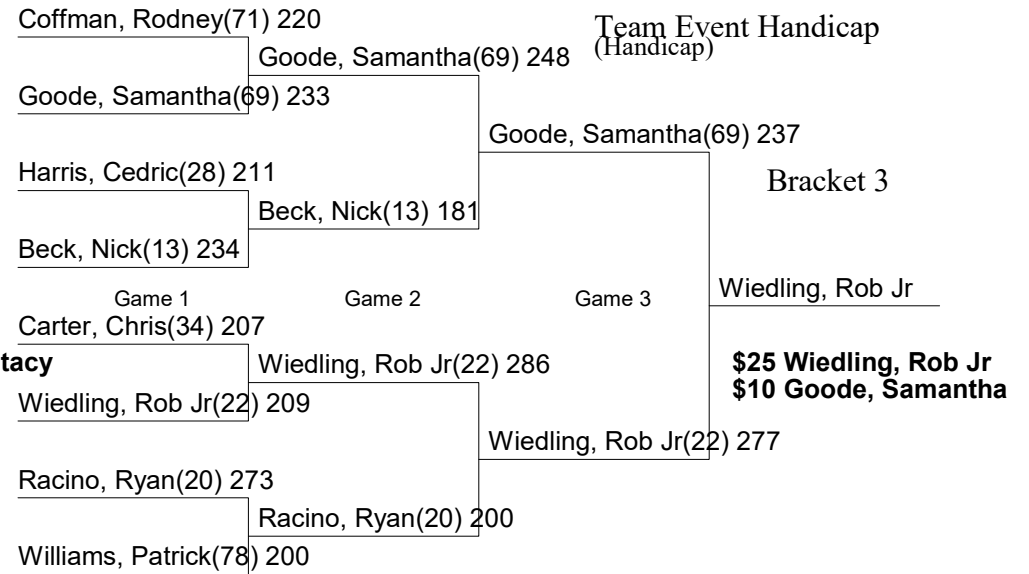 Coffman, Rodney(71) 220
Team Event Handicap
(Handicap)
Goode, Samantha(69) 248
Goode, Samantha(69) 233
Goode, Samantha(69) 237
Harris, Cedric(28) 211
Bracket 3
Beck, Nick(13) 181
Beck, Nick(13) 234
Game 1
Game 2
Game 3
Wiedling, Rob Jr
Carter, Chris(34) 207
tacy
Wiedling, Rob Jr(22) 286
$25 Wiedling, Rob Jr
$10 Goode, Samantha
Wiedling, Rob Jr(22) 209
Wiedling, Rob Jr(22) 277
Racino, Ryan(20) 273
Racino, Ryan(20) 200
Williams, Patrick(78) 200